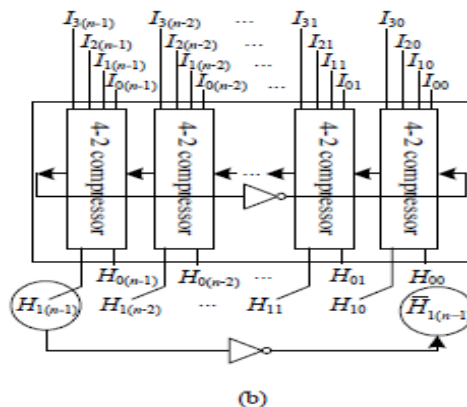 I3(n-1) I3(n-2) ... I31 I30
I2(n-1) I2(n-2) ... I21 I20
I1(n-1) I1(n-2) ... I11 I10
I0(n-1) I0(n-2) ... I01 I00
4-2 compressor 4-2 compressor ... 4-2 compressor 4-2 compressor
H0(n-1) H0(n-2) ... H01 H00
H1(n-1) H1(n-2) ... H11 H10 H̅1(n-1)
(b)